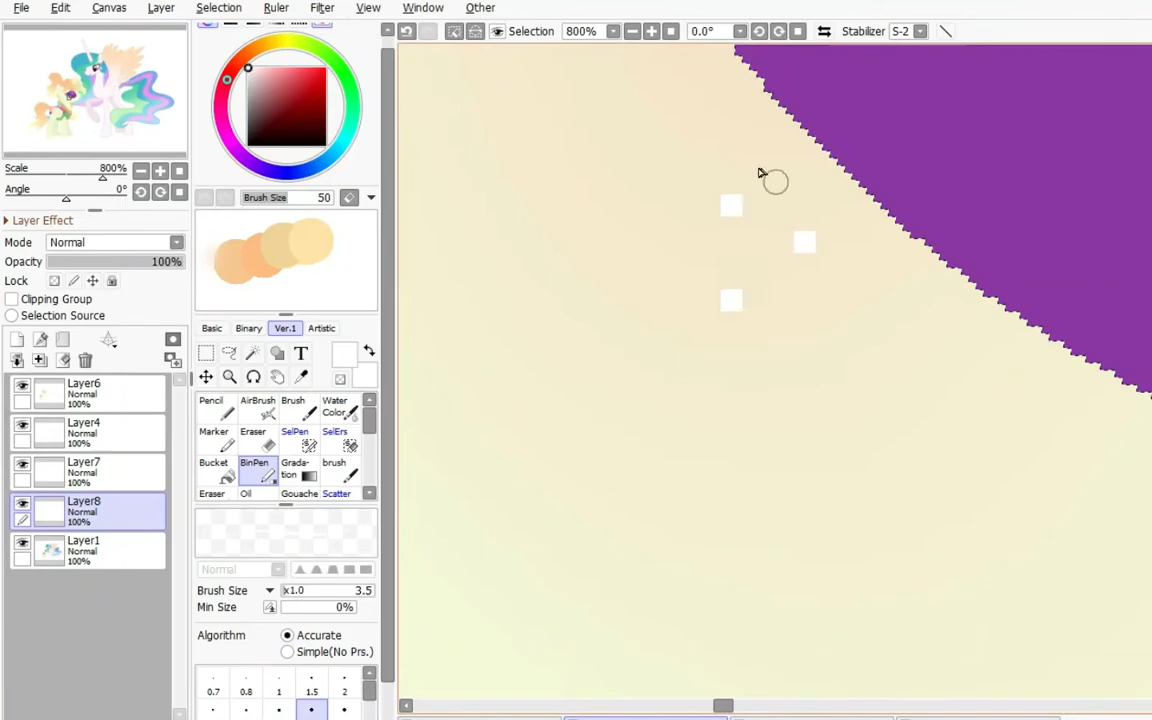 File Edit Canvas Layer Selection Ruler Filter View Window Other
Selection 800% 0.0° Stabilizer S-2
Scale 800%
Angle 0°
Layer Effect
Mode Normal
Opacity 100%
Lock
Clipping Group
Selection Source
Layer6
Normal
100%
Layer4
Normal
100%
Layer7
Normal
100%
Layer8
Normal
100%
Layer1
Normal
100%
Brush Size 50
Basic Binary Ver.1 Artistic
T
Pencil AirBrush Brush Water Color
Marker Eraser SelPen SelErs
Bucket BinPen Grada-tion brush
Eraser Oil Gouache Scatter
Normal
Brush Size x1.0 3.5
Min Size 0%
Algorithm Accurate
Simple(No Prs.)
0.7 0.8 1 1.5 2